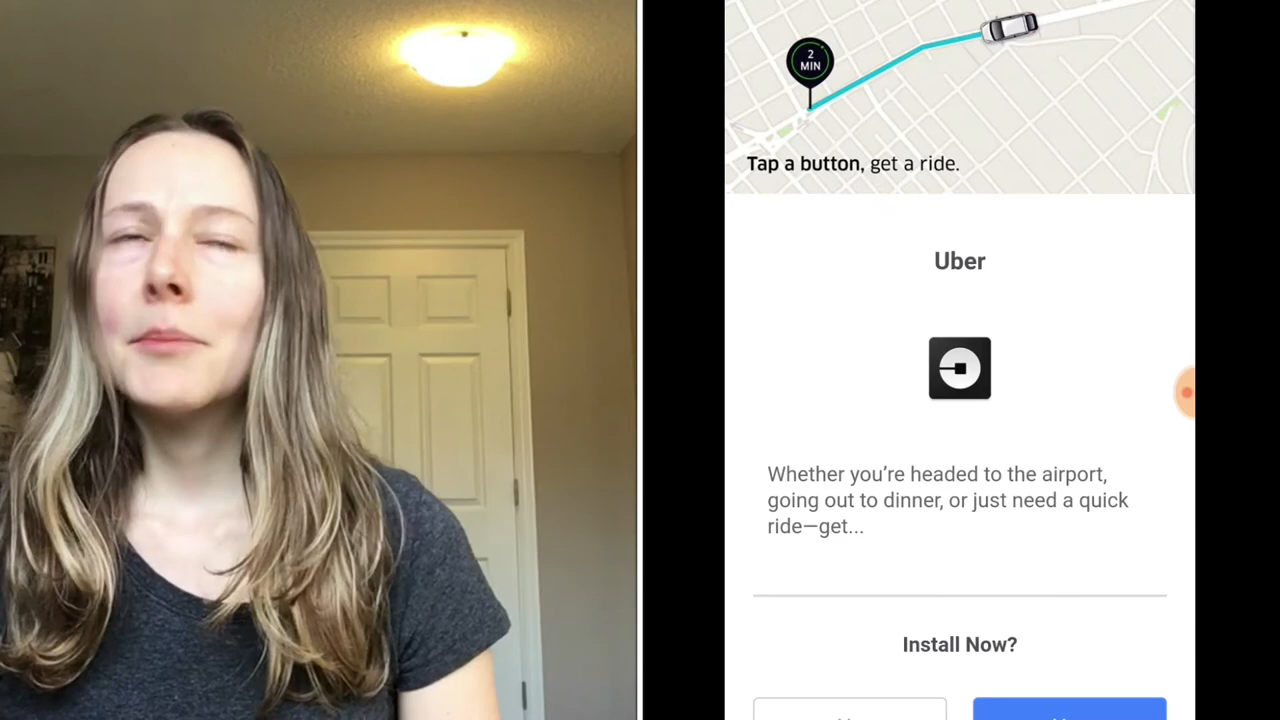 2
MIN
Tap a button, get a ride.
Uber
Whether you’re headed to the airport,
going out to dinner, or just need a quick
ride—get...
Install Now?